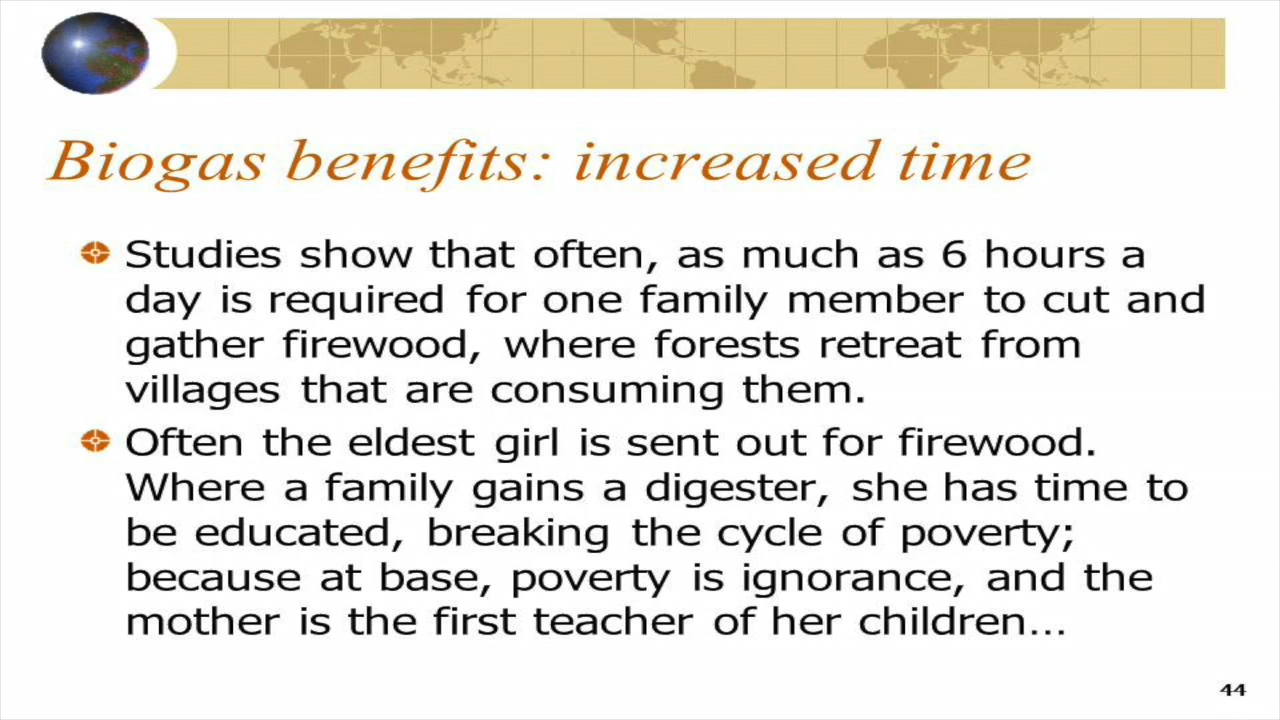 Biogas benefits: increased time
Studies show that often, as much as 6 hours a
day is required for one family member to cut and
gather firewood, where forests retreat from
villages that are consuming them.
Often the eldest girl is sent out for firewood.
Where a family gains a digester, she has time to
be educated, breaking the cycle of poverty;
because at base, poverty is ignorance, and the
mother is the first teacher of her children...
44